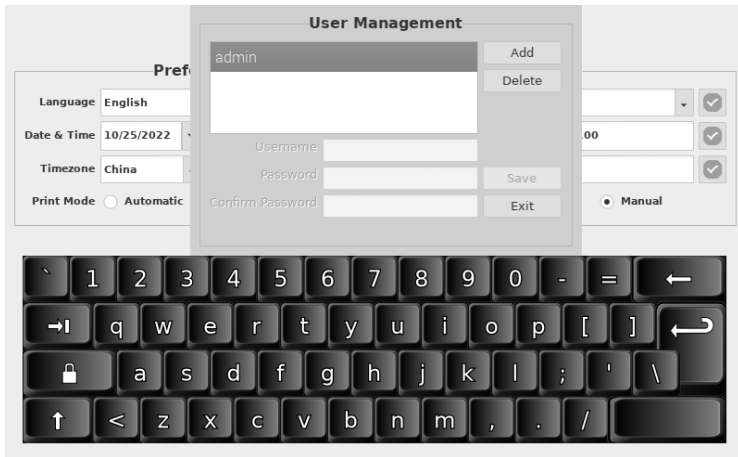 User Management
admin
Add
Delete
Username
Password
Save
Confirm Password
Exit
Pref
Language English
Date & Time 10/25/2022
:00
Timezone China
Print Mode Automatic
Manual
` 1 2 3 4 5 6 7 8 9 0 - =
q w e r t y u i o p [ ]
a s d f g h j k l ; ' \
< z x c v b n m , . /